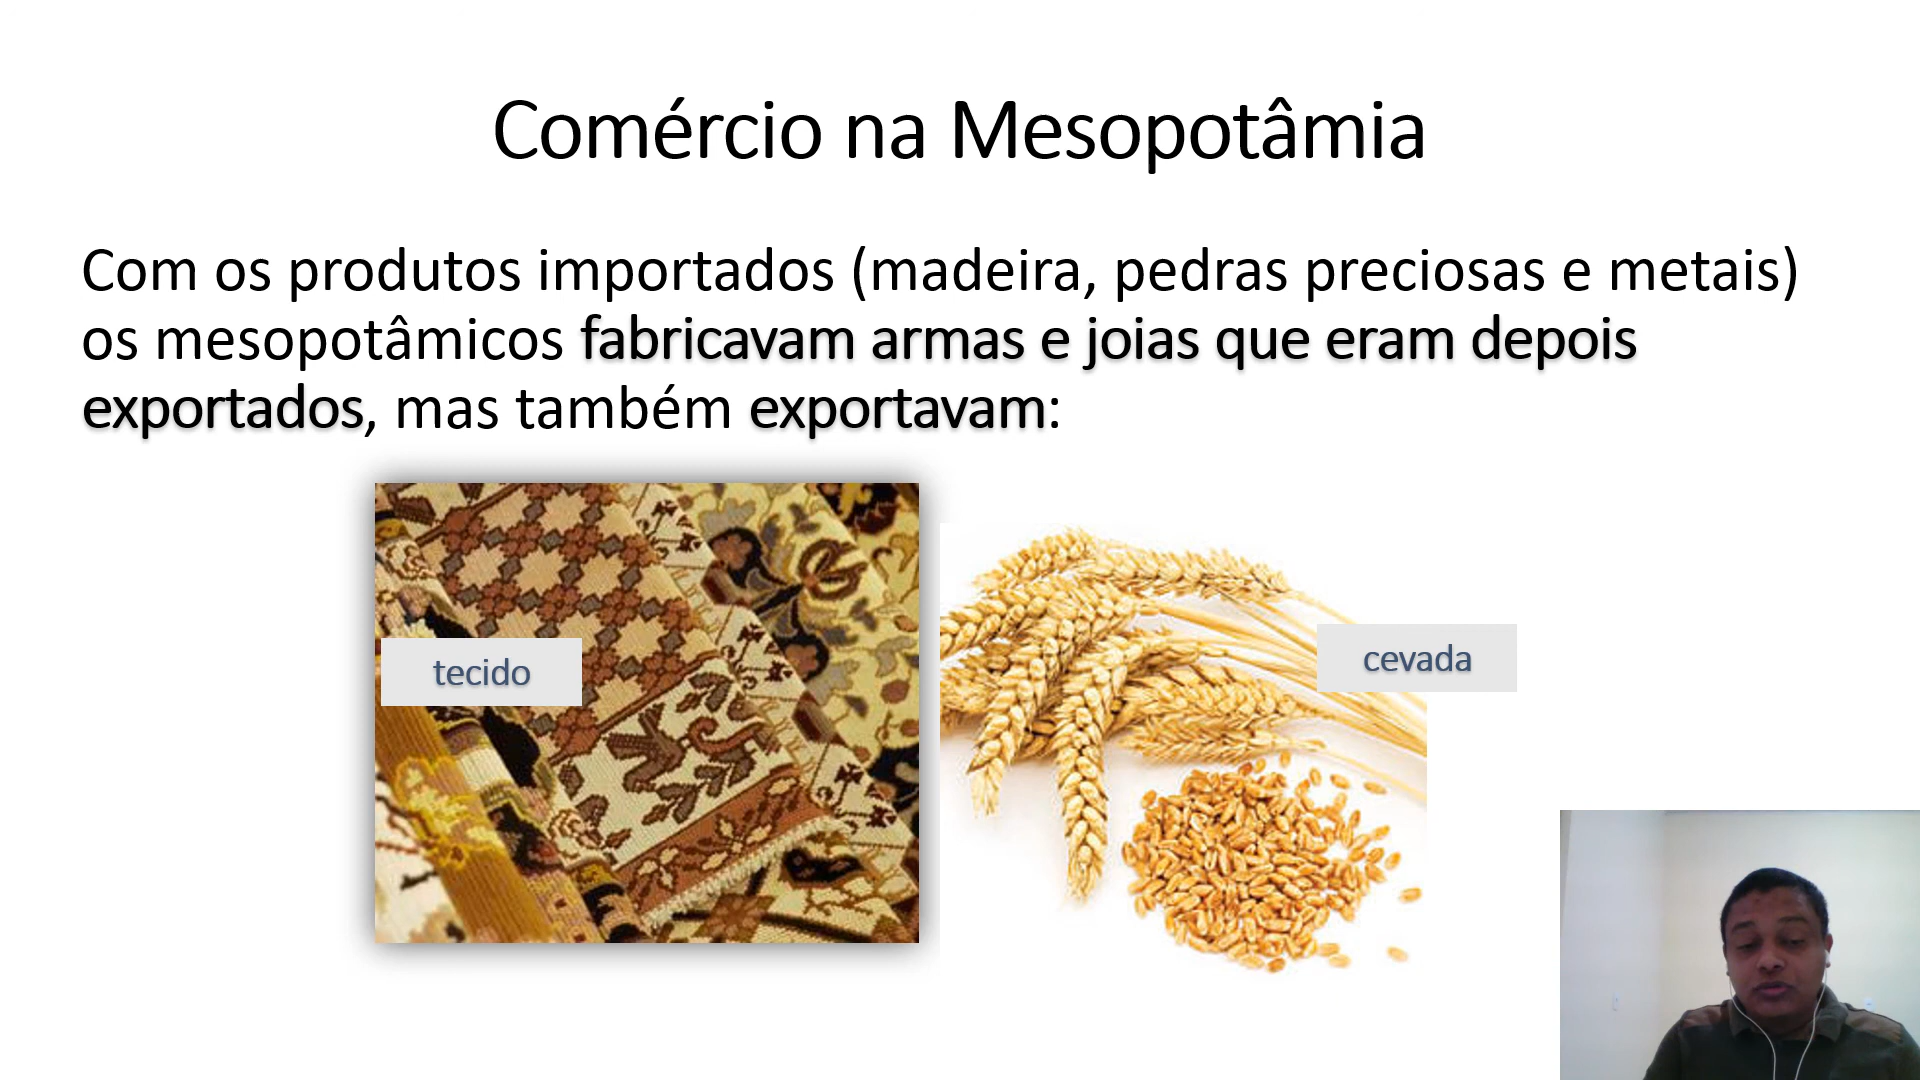 Comércio na Mesopotâmia
Com os produtos importados (madeira, pedras preciosas e metais)
os mesopotâmicos fabricavam armas e joias que eram depois
exportados, mas também exportavam:
tecido
cevada